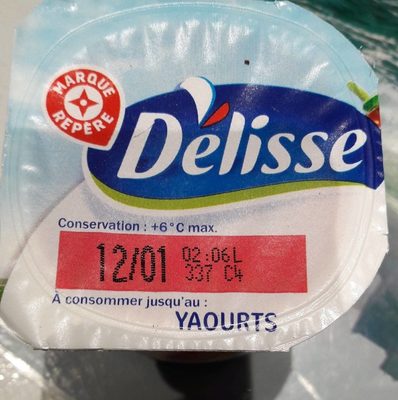 MARQUE
REPÈRE
Délisse
Conservation : +6°C max.
12/01 02:06L
337 C4
À consommer jusqu'au :
YAOURTS